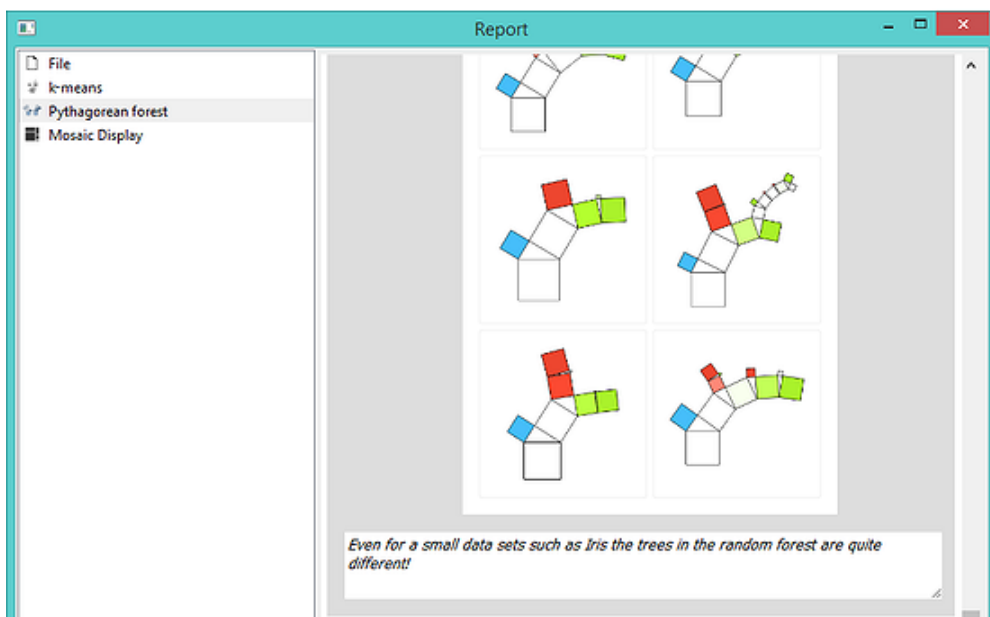 Report
File
k-means
Pythagorean forest
Mosaic Display
Even for a small data sets such as Iris the trees in the random forest are quite
different!